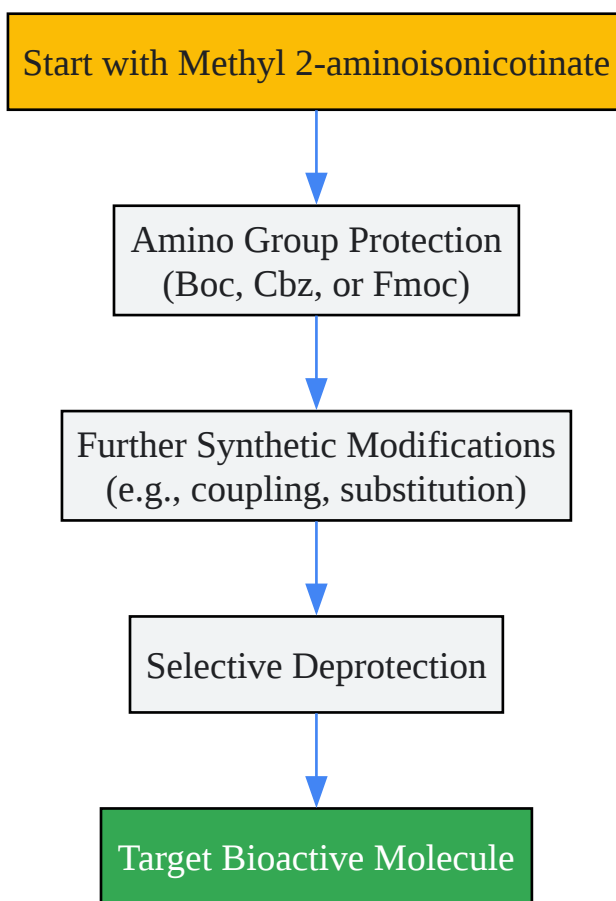 Start with Methyl 2-aminoisonicotinate
Amino Group Protection
(Boc, Cbz, or Fmoc)
Further Synthetic Modifications
(e.g., coupling, substitution)
Selective Deprotection
Target Bioactive Molecule